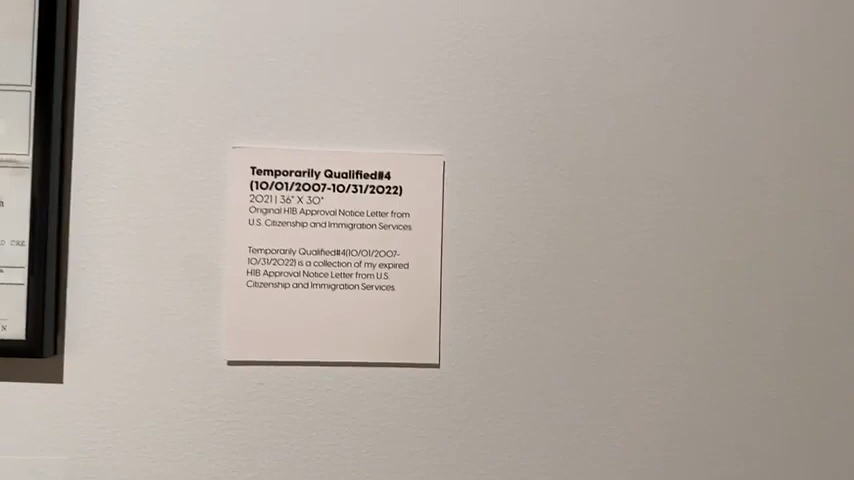 Temporarily Qualified#4
(10/01/2007-10/31/2022)
2021 | 36" X 30"
Original H1B Approval Notice Letter from
U.S. Citizenship and Immigration Services
Temporarily Qualified#4(10/01/2007-
10/31/2022) is a collection of my expired
H1B Approval Notice Letter from U.S.
Citizenship and Immigration Services.